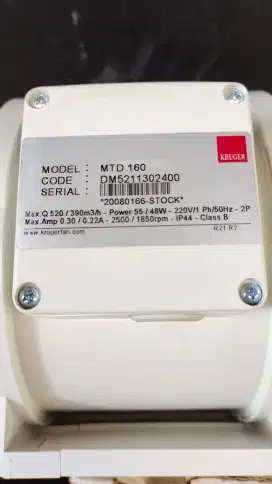 KRUGER
MODEL : MTD 160
CODE : DM5211302400
SERIAL :
*20080166-STOCK*
Max.Q 520 / 390m3/h - Power 55 / 48W - 220V/1 Ph/50Hz - 2P
Max.Amp 0.30 / 0.22A - 2500 / 1850rpm - IP44 - Class B
www.krugerfan.com
R21.R2